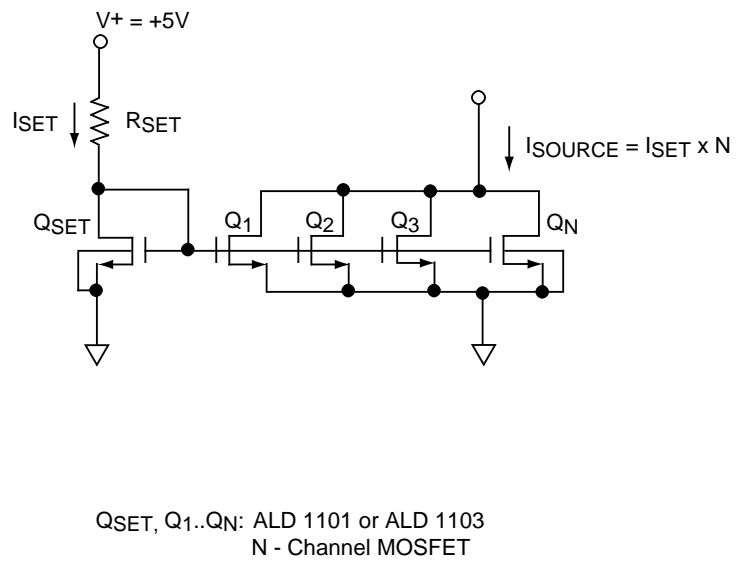 V+ = +5V
ISET
RSET
ISOURCE = ISET x N
QSET
Q1
Q2
Q3
QN
QSET, Q1..QN: ALD 1101 or ALD 1103
N - Channel MOSFET